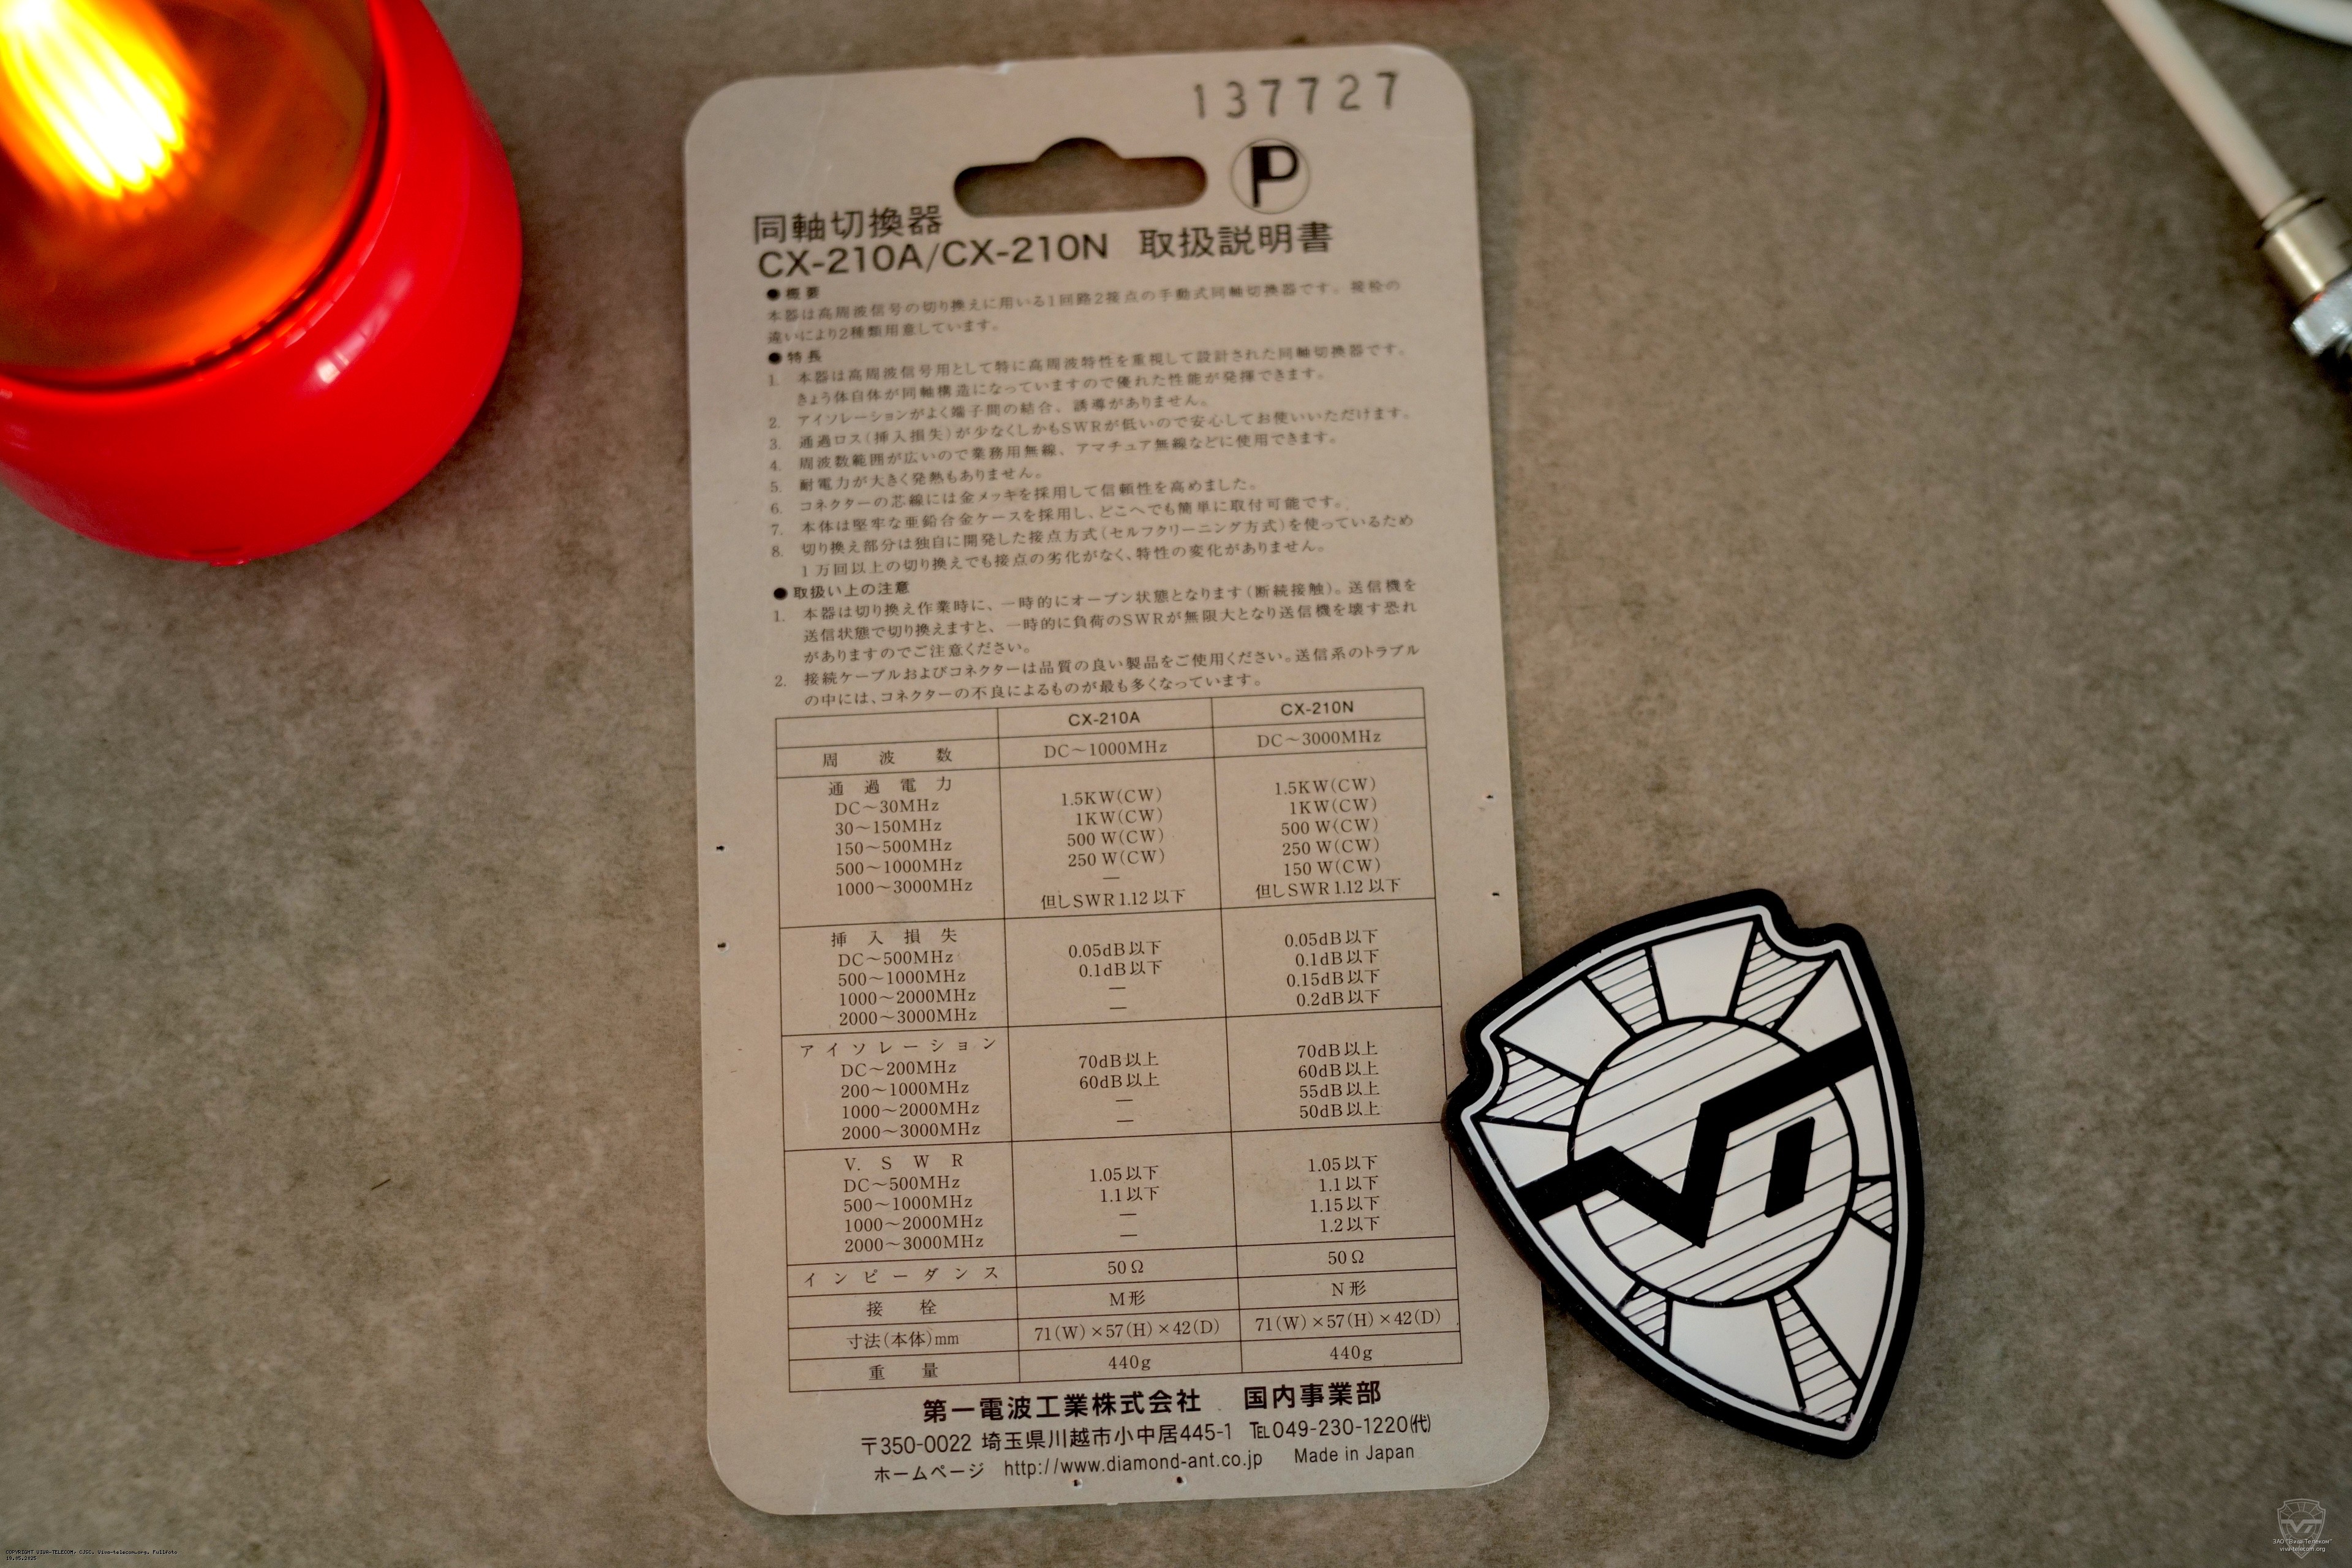 137727
P
同軸切換器
CX-210A/CX-210N 取扱説明書
●概要
本器は高周波信号の切り換えに用いる1回路2接点の手動式同軸切換器です。接栓の
違いにより2種類用意しています。
●特長
1. 本器は高周波信号用として特に高周波特性を重視して設計された同軸切換器です。
きょう体自体が同軸構造になっていますので優れた性能が発揮できます。
2. アイソレーションがよく端子間の結合、誘導がありません。
3. 通過ロス(挿入損失)が少なくしかもSWRが低いので安心してお使いいただけます。
4. 周波数範囲が広いので業務用無線、アマチュア無線などに使用できます。
5. 耐電力が大きく発熱もありません。
6. コネクターの芯線には金メッキを採用して信頼性を高めました。
7. 本体は堅牢な亜鉛合金ケースを採用し、どこへでも簡単に取付可能です。
8. 切り換え部分は独自に開発した接点方式(セルフクリーニング方式)を使っているため
1万回以上の切り換えでも接点の劣化がなく、特性の変化がありません。
●取扱い上の注意
1. 本器は切り換え作業時に、一時的にオープン状態となります(断続接触)。送信機を
送信状態で切り換えますと、一時的に負荷のSWRが無限大となり送信機を壊す恐れ
がありますのでご注意ください。
2. 接続ケーブルおよびコネクターは品質の良い製品をご使用ください。送信系のトラブル
の中には、コネクターの不良によるものが最も多くなっています。
CX-210A CX-210N
周波数 DC～1000MHz DC～3000MHz
通過電力
DC～30MHz 1.5KW(CW) 1.5KW(CW)
30～150MHz 1KW(CW) 1KW(CW)
150～500MHz 500W(CW) 500W(CW)
500～1000MHz 250W(CW) 250W(CW)
1000～3000MHz — 150W(CW)
但しSWR1.12以下 但しSWR1.12以下
挿入損失
DC～500MHz 0.05dB以下 0.05dB以下
500～1000MHz 0.1dB以下 0.1dB以下
1000～2000MHz — 0.15dB以下
2000～3000MHz — 0.2dB以下
アイソレーション
DC～200MHz 70dB以上 70dB以上
200～1000MHz 60dB以上 60dB以上
1000～2000MHz — 55dB以上
2000～3000MHz — 50dB以上
V.SWR
DC～500MHz 1.05以下 1.05以下
500～1000MHz 1.1以下 1.1以下
1000～2000MHz — 1.15以下
2000～3000MHz — 1.2以下
インピーダンス 50Ω 50Ω
接栓 M形 N形
寸法(本体)mm 71(W)×57(H)×42(D) 71(W)×57(H)×42(D)
重量 440g 440g
第一電波工業株式会社 国内事業部
〒350-0022 埼玉県川越市小中居445-1 TEL049-230-1220(代)
ホームページ http://www.diamond-ant.co.jp Made in Japan
COPYRIGHT VIVA-TELECOM, CJSC, viva-telecom.org, FullFoto
19.05.2025
ЗАО "Вива-Телеком"
viva-telecom.org